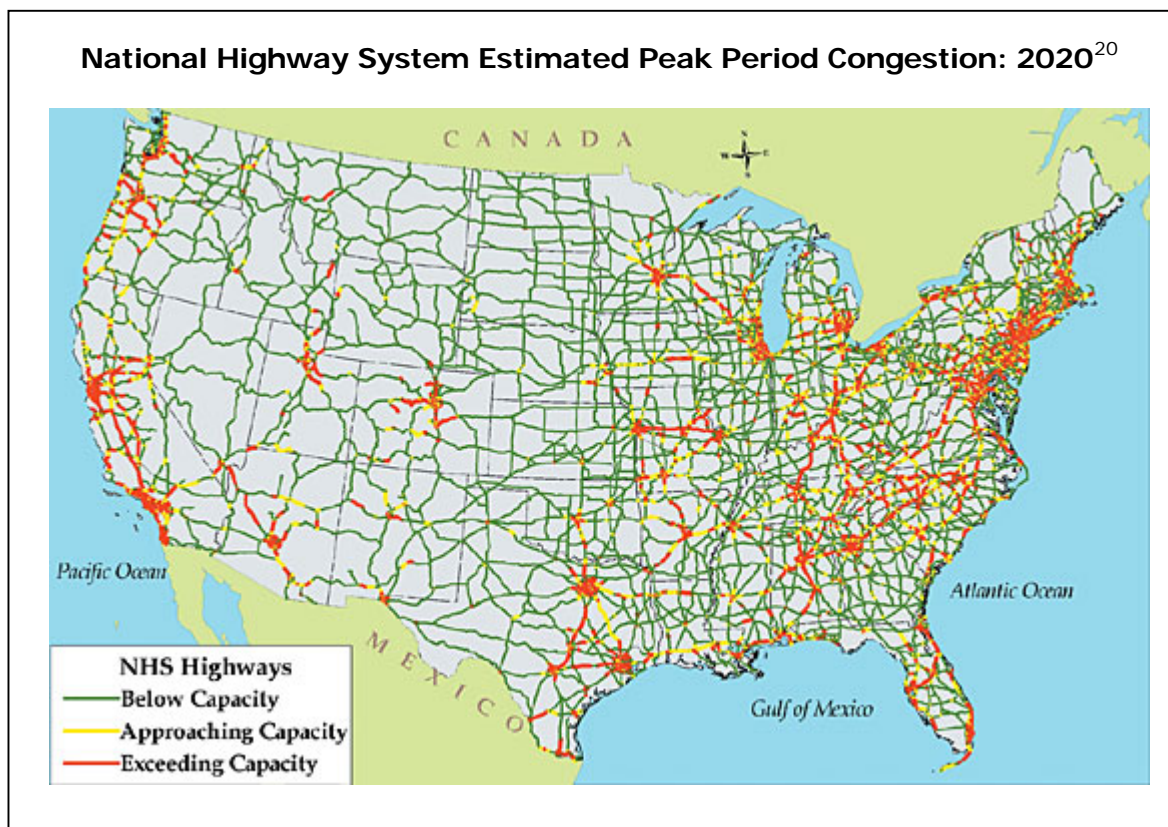 National Highway System Estimated Peak Period Congestion: 2020²⁰
CANADA
N
W E
S
Pacific Ocean
Atlantic Ocean
MEXICO
Gulf of Mexico
NHS Highways
Below Capacity
Approaching Capacity
Exceeding Capacity